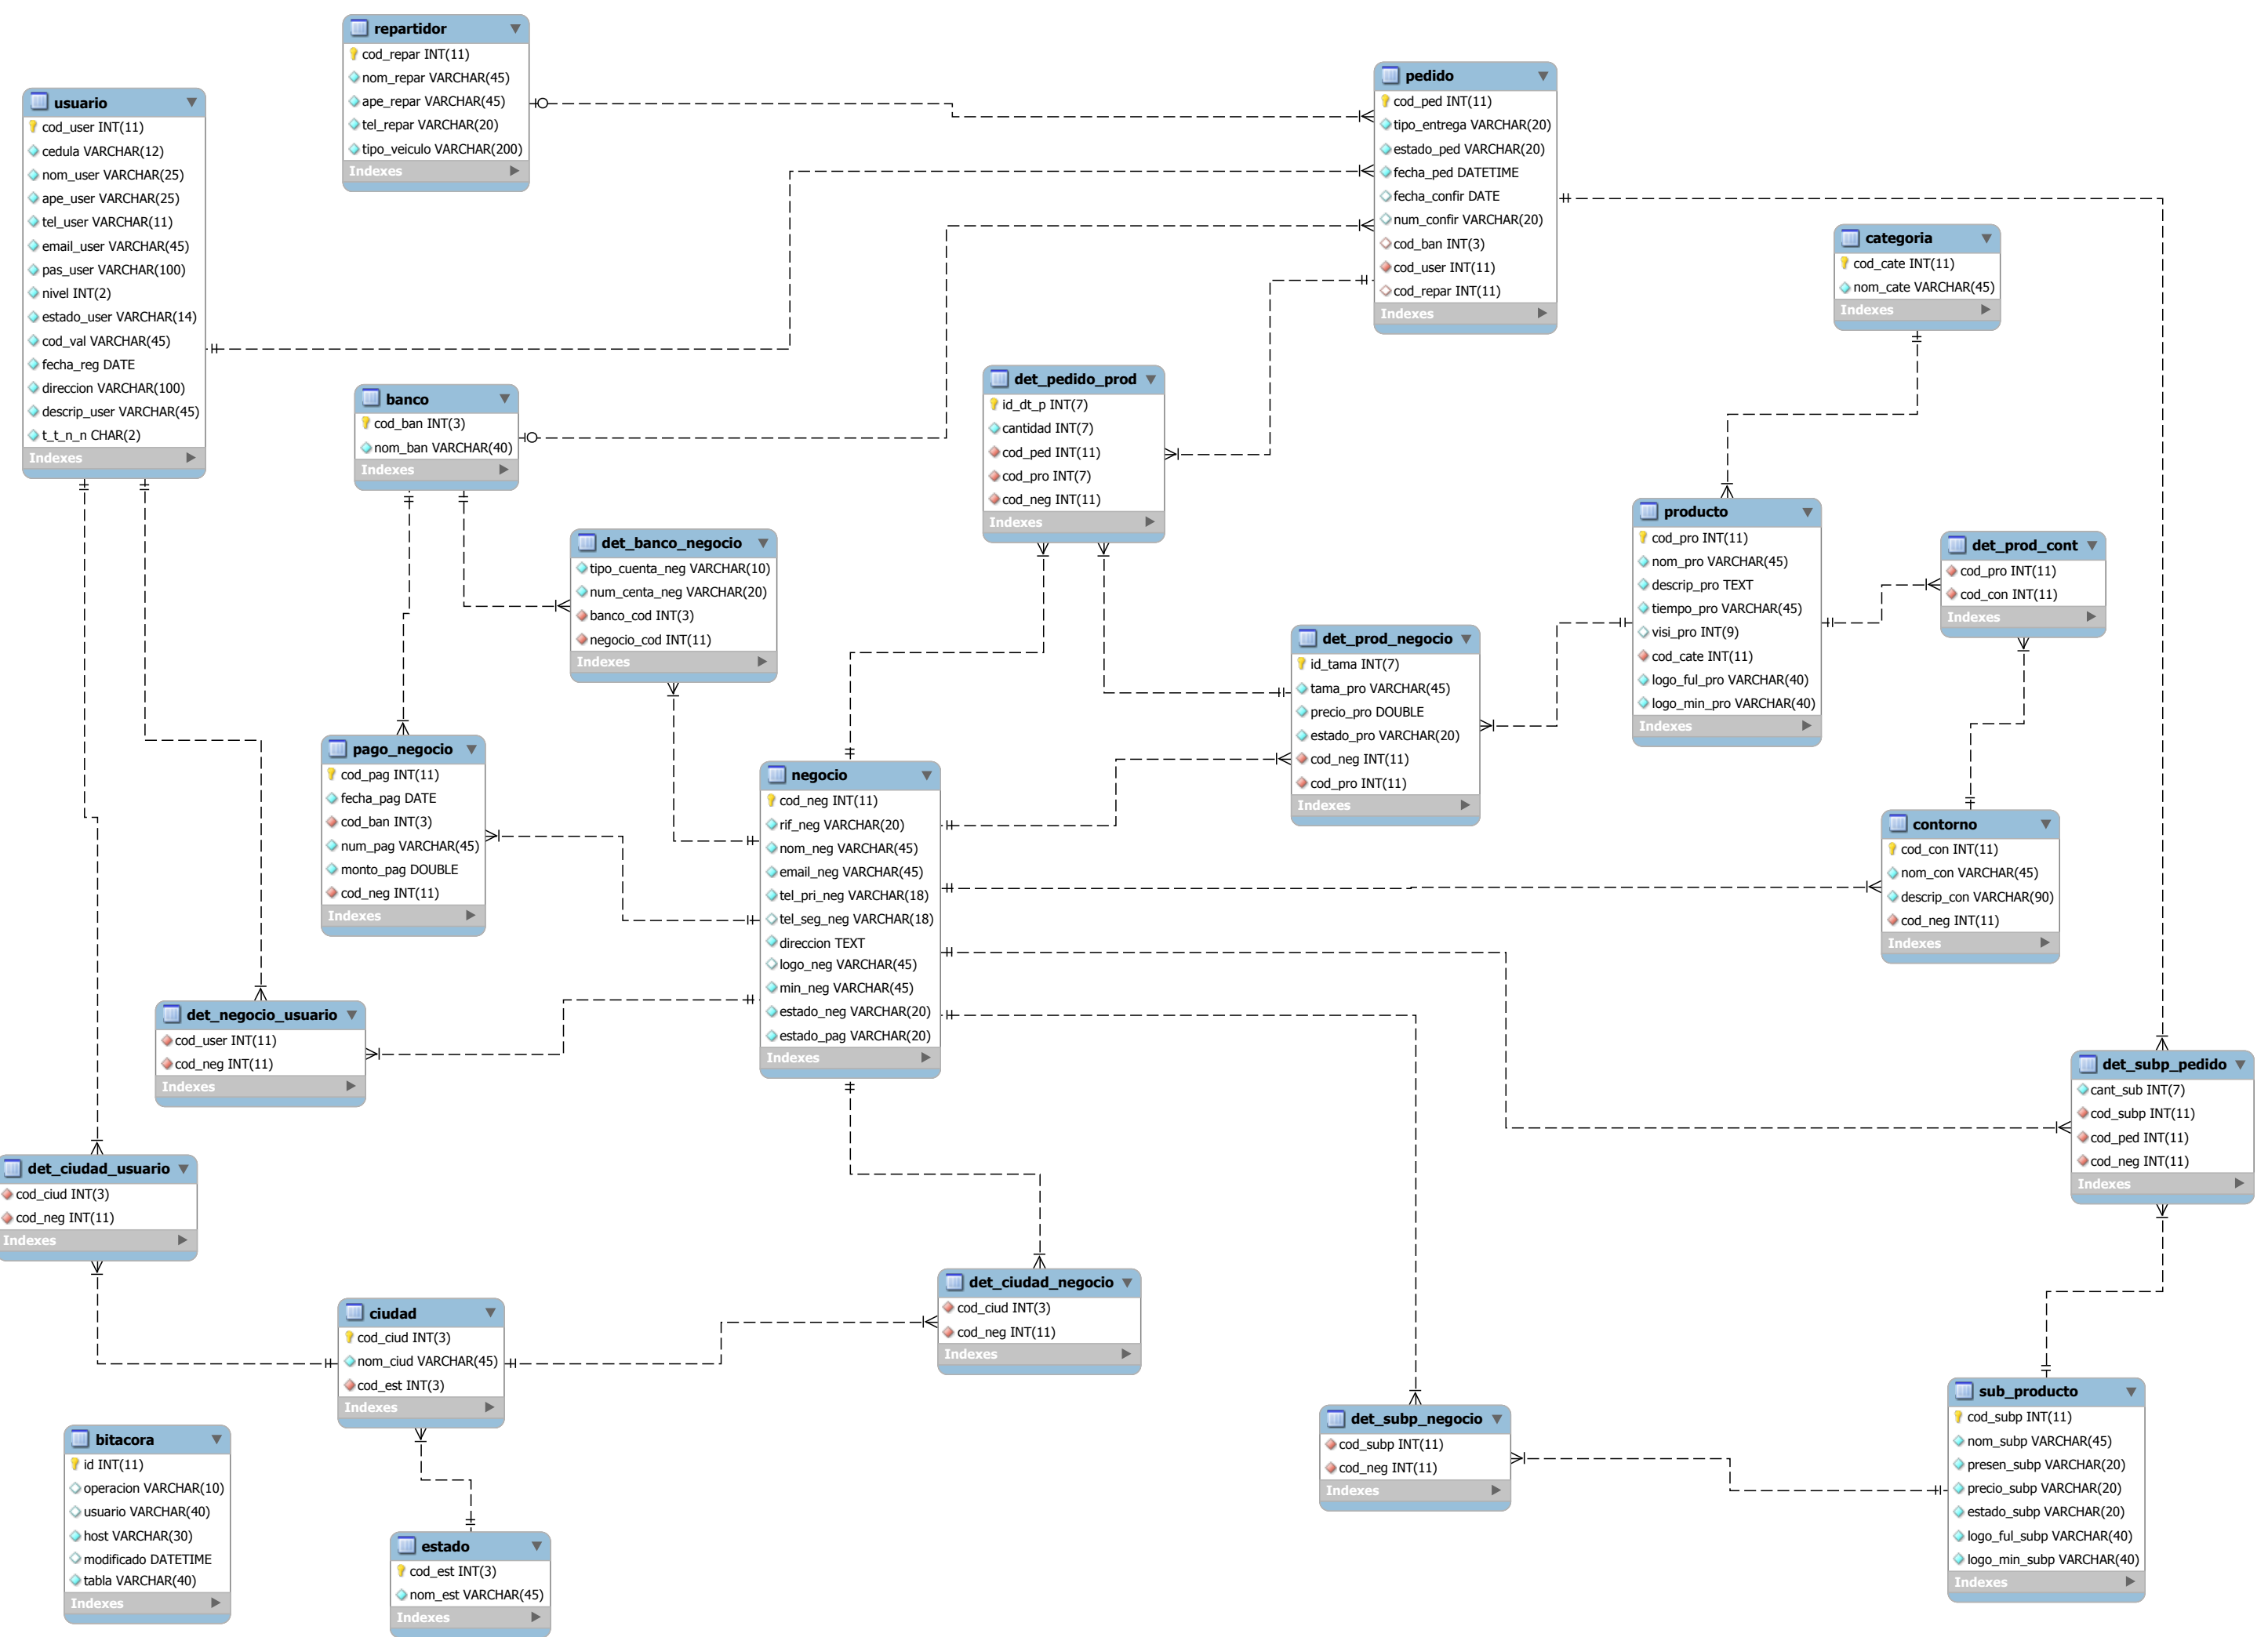 repartidor
cod_repar INT(11)
nom_repar VARCHAR(45)
ape_repar VARCHAR(45)
tel_repar VARCHAR(20)
tipo_veiculo VARCHAR(200)
Indexes
usuario
cod_user INT(11)
cedula VARCHAR(12)
nom_user VARCHAR(25)
ape_user VARCHAR(25)
tel_user VARCHAR(11)
email_user VARCHAR(45)
pas_user VARCHAR(100)
nivel INT(2)
estado_user VARCHAR(14)
cod_val VARCHAR(45)
fecha_reg DATE
direccion VARCHAR(100)
descrip_user VARCHAR(45)
t_t_n_n CHAR(2)
Indexes
pedido
cod_ped INT(11)
tipo_entrega VARCHAR(20)
estado_ped VARCHAR(20)
fecha_ped DATETIME
fecha_confir DATE
num_confir VARCHAR(20)
cod_ban INT(3)
cod_user INT(11)
cod_repar INT(11)
Indexes
categoria
cod_cate INT(11)
nom_cate VARCHAR(45)
Indexes
banco
cod_ban INT(3)
nom_ban VARCHAR(40)
Indexes
det_pedido_prod
id_dt_p INT(7)
cantidad INT(7)
cod_ped INT(11)
cod_pro INT(7)
cod_neg INT(11)
Indexes
det_banco_negocio
tipo_cuenta_neg VARCHAR(10)
num_centa_neg VARCHAR(20)
banco_cod INT(3)
negocio_cod INT(11)
Indexes
producto
cod_pro INT(11)
nom_pro VARCHAR(45)
descrip_pro TEXT
tiempo_pro VARCHAR(45)
visi_pro INT(9)
cod_cate INT(11)
logo_ful_pro VARCHAR(40)
logo_min_pro VARCHAR(40)
Indexes
det_prod_cont
cod_pro INT(11)
cod_con INT(11)
Indexes
det_prod_negocio
id_tama INT(7)
tama_pro VARCHAR(45)
precio_pro DOUBLE
estado_pro VARCHAR(20)
cod_neg INT(11)
cod_pro INT(11)
Indexes
pago_negocio
cod_pag INT(11)
fecha_pag DATE
cod_ban INT(3)
num_pag VARCHAR(45)
monto_pag DOUBLE
cod_neg INT(11)
Indexes
negocio
cod_neg INT(11)
rif_neg VARCHAR(20)
nom_neg VARCHAR(45)
email_neg VARCHAR(45)
tel_pri_neg VARCHAR(18)
tel_seg_neg VARCHAR(18)
direccion TEXT
logo_neg VARCHAR(45)
min_neg VARCHAR(45)
estado_neg VARCHAR(20)
estado_pag VARCHAR(20)
Indexes
contorno
cod_con INT(11)
nom_con VARCHAR(45)
descrip_con VARCHAR(90)
cod_neg INT(11)
Indexes
det_negocio_usuario
cod_user INT(11)
cod_neg INT(11)
Indexes
det_subp_pedido
cant_sub INT(7)
cod_subp INT(11)
cod_ped INT(11)
cod_neg INT(11)
Indexes
det_ciudad_usuario
cod_ciud INT(3)
cod_neg INT(11)
Indexes
det_ciudad_negocio
cod_ciud INT(3)
cod_neg INT(11)
Indexes
ciudad
cod_ciud INT(3)
nom_ciud VARCHAR(45)
cod_est INT(3)
Indexes
det_subp_negocio
cod_subp INT(11)
cod_neg INT(11)
Indexes
sub_producto
cod_subp INT(11)
nom_subp VARCHAR(45)
presen_subp VARCHAR(20)
precio_subp VARCHAR(20)
estado_subp VARCHAR(20)
logo_ful_subp VARCHAR(40)
logo_min_subp VARCHAR(40)
Indexes
bitacora
id INT(11)
operacion VARCHAR(10)
usuario VARCHAR(40)
host VARCHAR(30)
modificado DATETIME
tabla VARCHAR(40)
Indexes
estado
cod_est INT(3)
nom_est VARCHAR(45)
Indexes